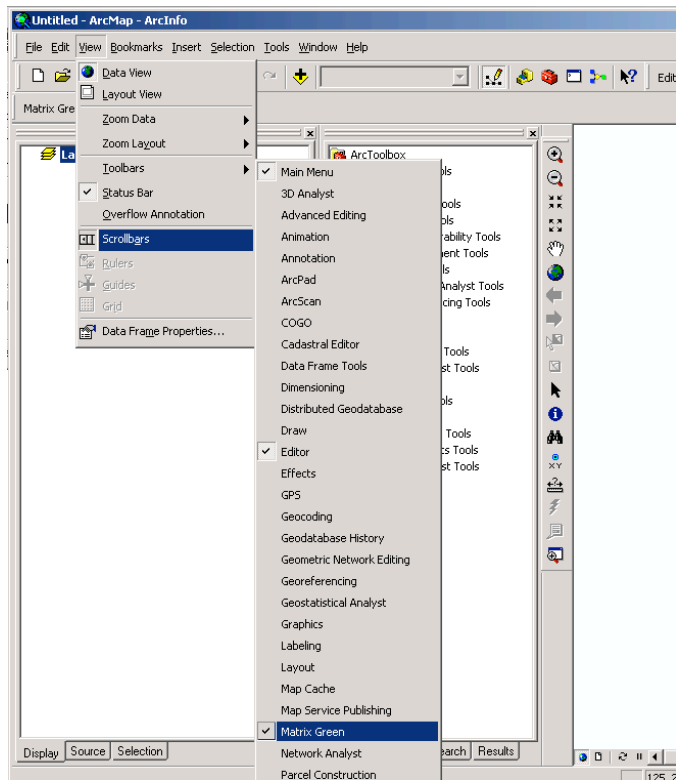 Untitled - ArcMap - ArcInfo
File Edit View Bookmarks Insert Selection Tools Window Help
Edit
Matrix Gre
Data View
Layout View
Zoom Data
Zoom Layout
Toolbars
Status Bar
Overflow Annotation
Scrollbars
Rulers
Guides
Grid
Data Frame Properties...
La
ArcToolbox
Main Menu
3D Analyst
Advanced Editing
Animation
Annotation
ArcPad
ArcScan
COGO
Cadastral Editor
Data Frame Tools
Dimensioning
Distributed Geodatabase
Draw
Editor
Effects
GPS
Geocoding
Geodatabase History
Geometric Network Editing
Georeferencing
Geostatistical Analyst
Graphics
Labeling
Layout
Map Cache
Map Service Publishing
Matrix Green
Network Analyst
Parcel Construction
ols
ools
ols
rability Tools
ent Tools
ls
Analyst Tools
cing Tools
Tools
st Tools
ols
Tools
cs Tools
st Tools
XY
Display Source Selection
earch Results
125.2